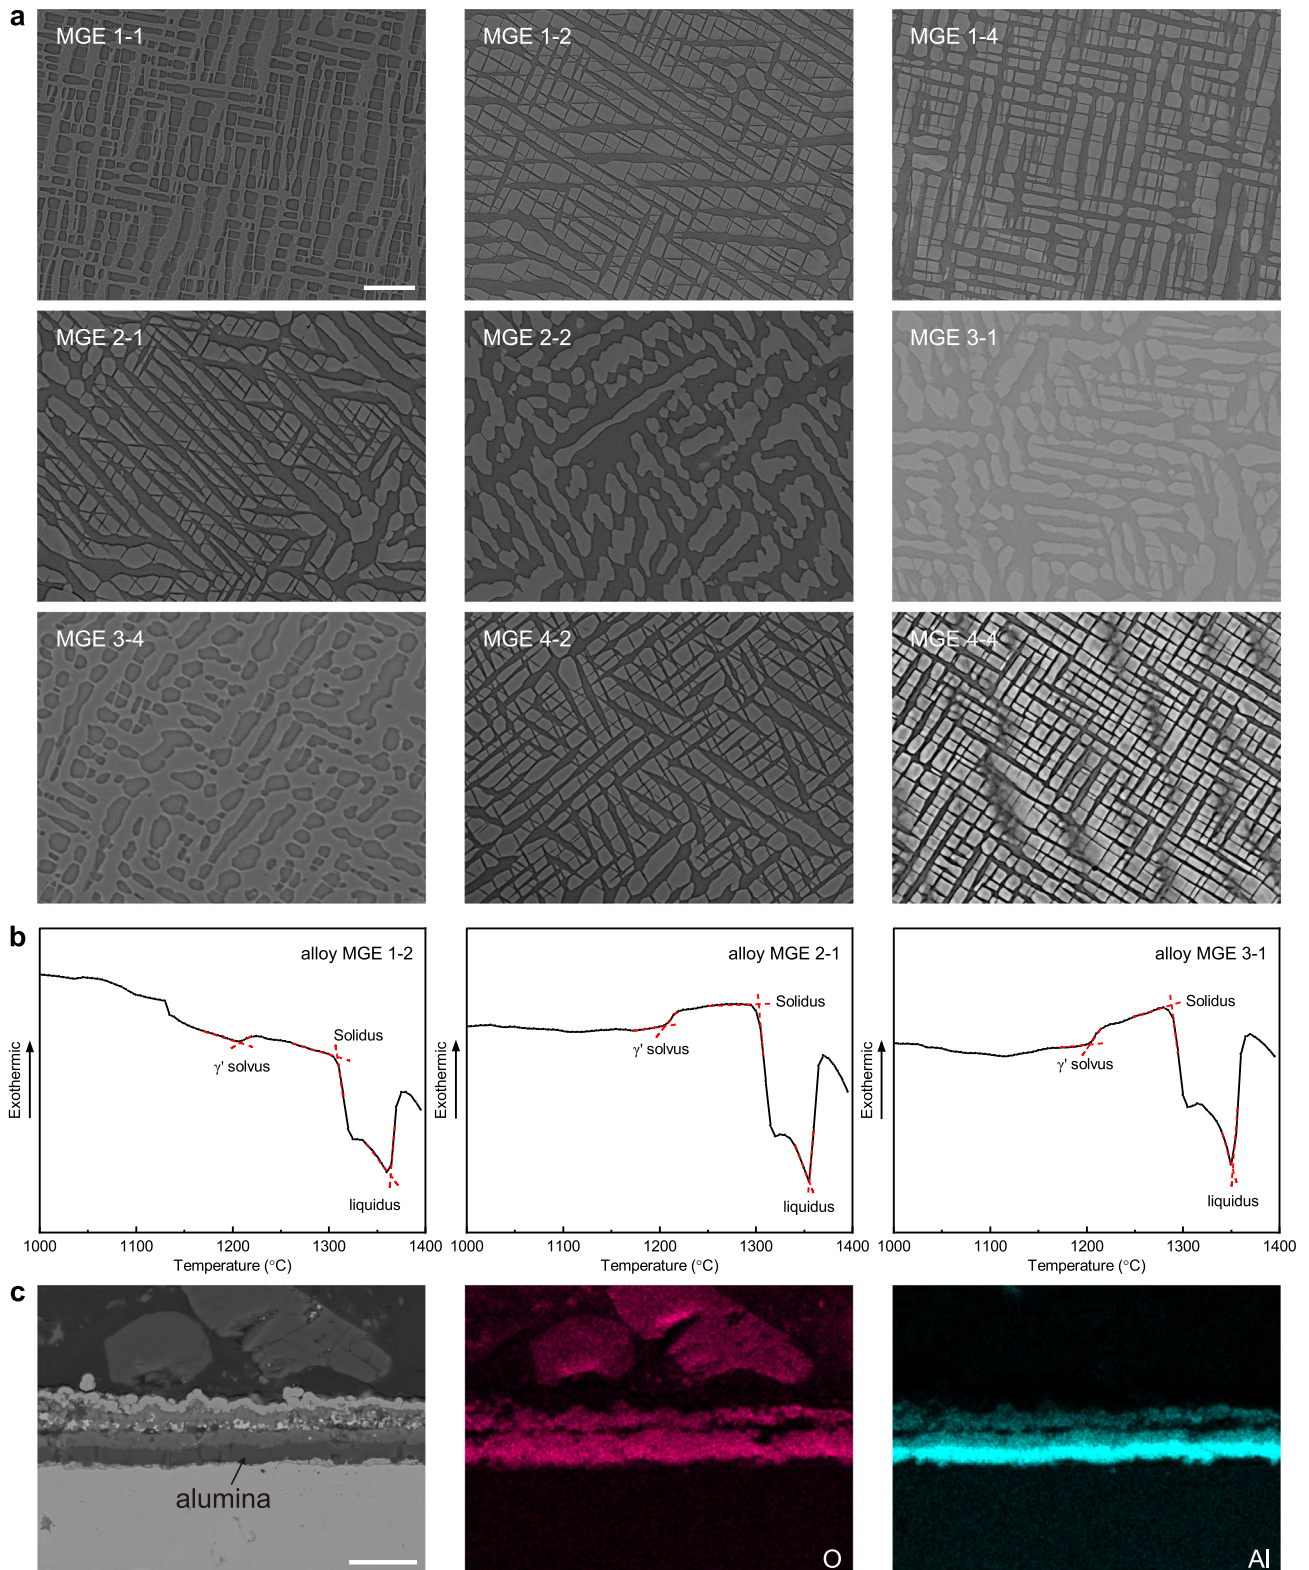 a
MGE 1-1
MGE 1-2
MGE 1-4
MGE 2-1
MGE 2-2
MGE 3-1
MGE 3-4
MGE 4-2
MGE 4-4
b
alloy MGE 1-2
Solidus
γ' solvus
liquidus
Exothermic
1000 1100 1200 1300 1400
Temperature (°C)
alloy MGE 2-1
Solidus
γ' solvus
liquidus
Exothermic
1000 1100 1200 1300 1400
Temperature (°C)
alloy MGE 3-1
Solidus
γ' solvus
liquidus
Exothermic
1000 1100 1200 1300 1400
Temperature (°C)
c
alumina
O
Al